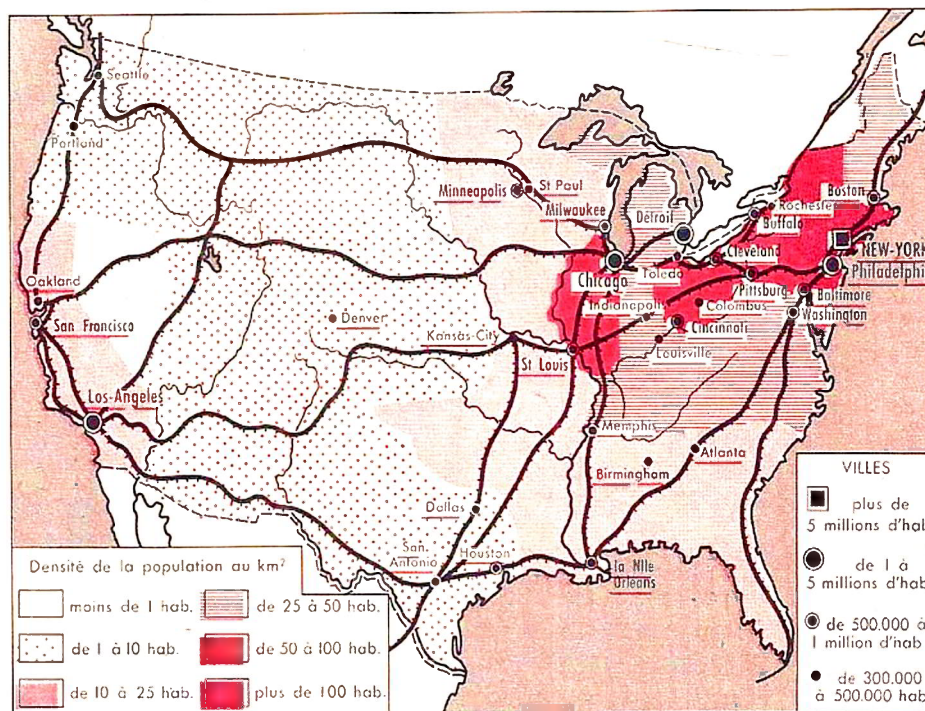 Seattle
Portland
Minneapolis
St Paul
Milwaukee
Détroit
Boston
Rochester
Buffalo
NEW-YORK
Cleveland
Toledo
Chicago
Philadelphi
Pittsburg
Oakland
Indianapolis
Colombus
Baltimore
San Francisco
Denver
Kansas-City
Cincinnati
Washington
St Louis
Louisville
Los-Angeles
Memphis
Atlanta
Birmingham
Dallas
San
Antonio
Houston
la Nlle
Orléans
Densité de la population au km²
moins de 1 hab.
de 1 à 10 hab.
de 10 à 25 hab.
de 25 à 50 hab.
de 50 à 100 hab.
plus de 100 hab.
VILLES
plus de
5 millions d'hab
de 1 à
5 millions d'hab
de 500.000 à
1 million d'hab
de 300.000
à 500.000 hab